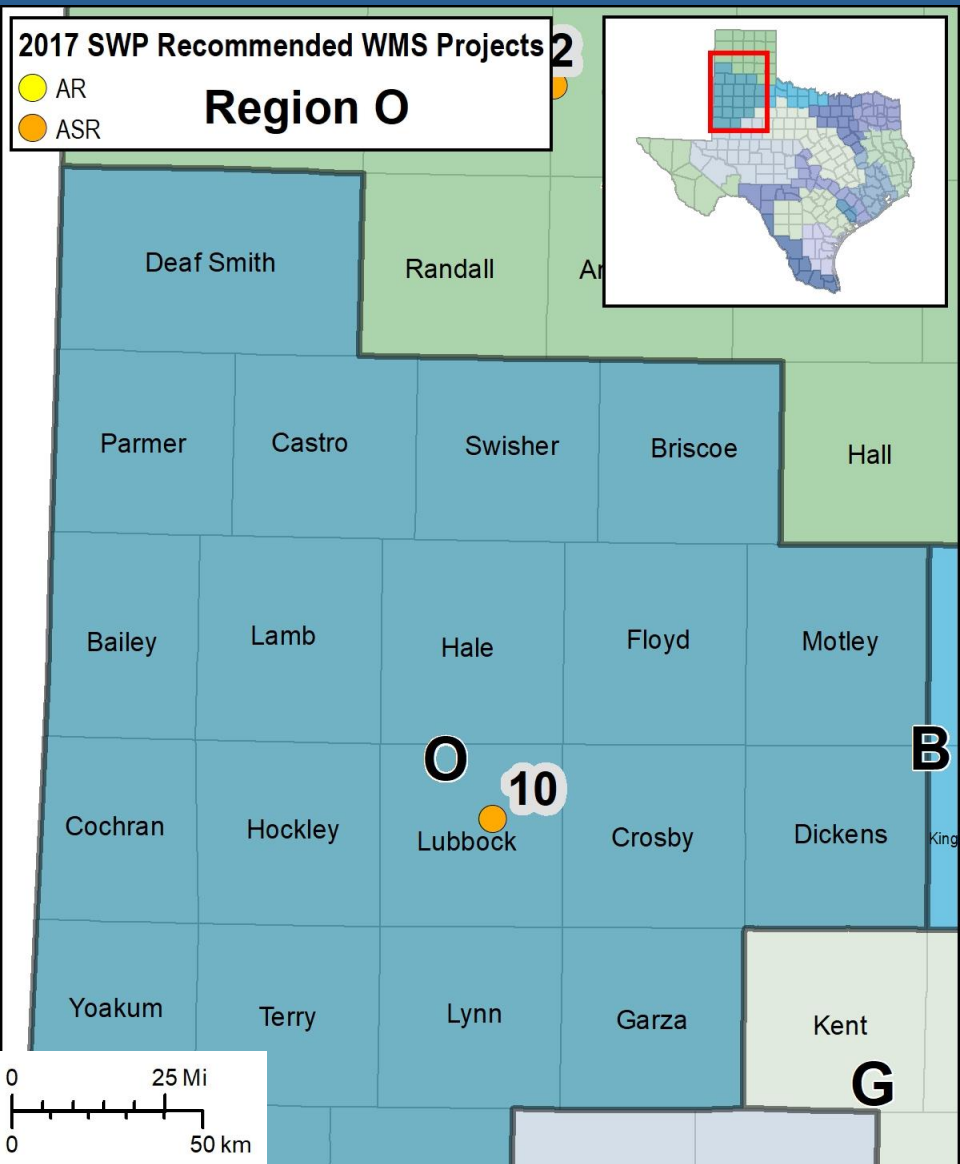 2017 SWP Recommended WMS Projects
AR
ASR
Region O
2
Deaf Smith
Randall
Parmer
Castro
Swisher
Briscoe
Hall
Bailey
Lamb
Hale
Floyd
Motley
O
B
10
Cochran
Hockley
Lubbock
Crosby
Dickens
King
Yoakum
Terry
Lynn
Garza
Kent
G
0 25 Mi
0 50 km